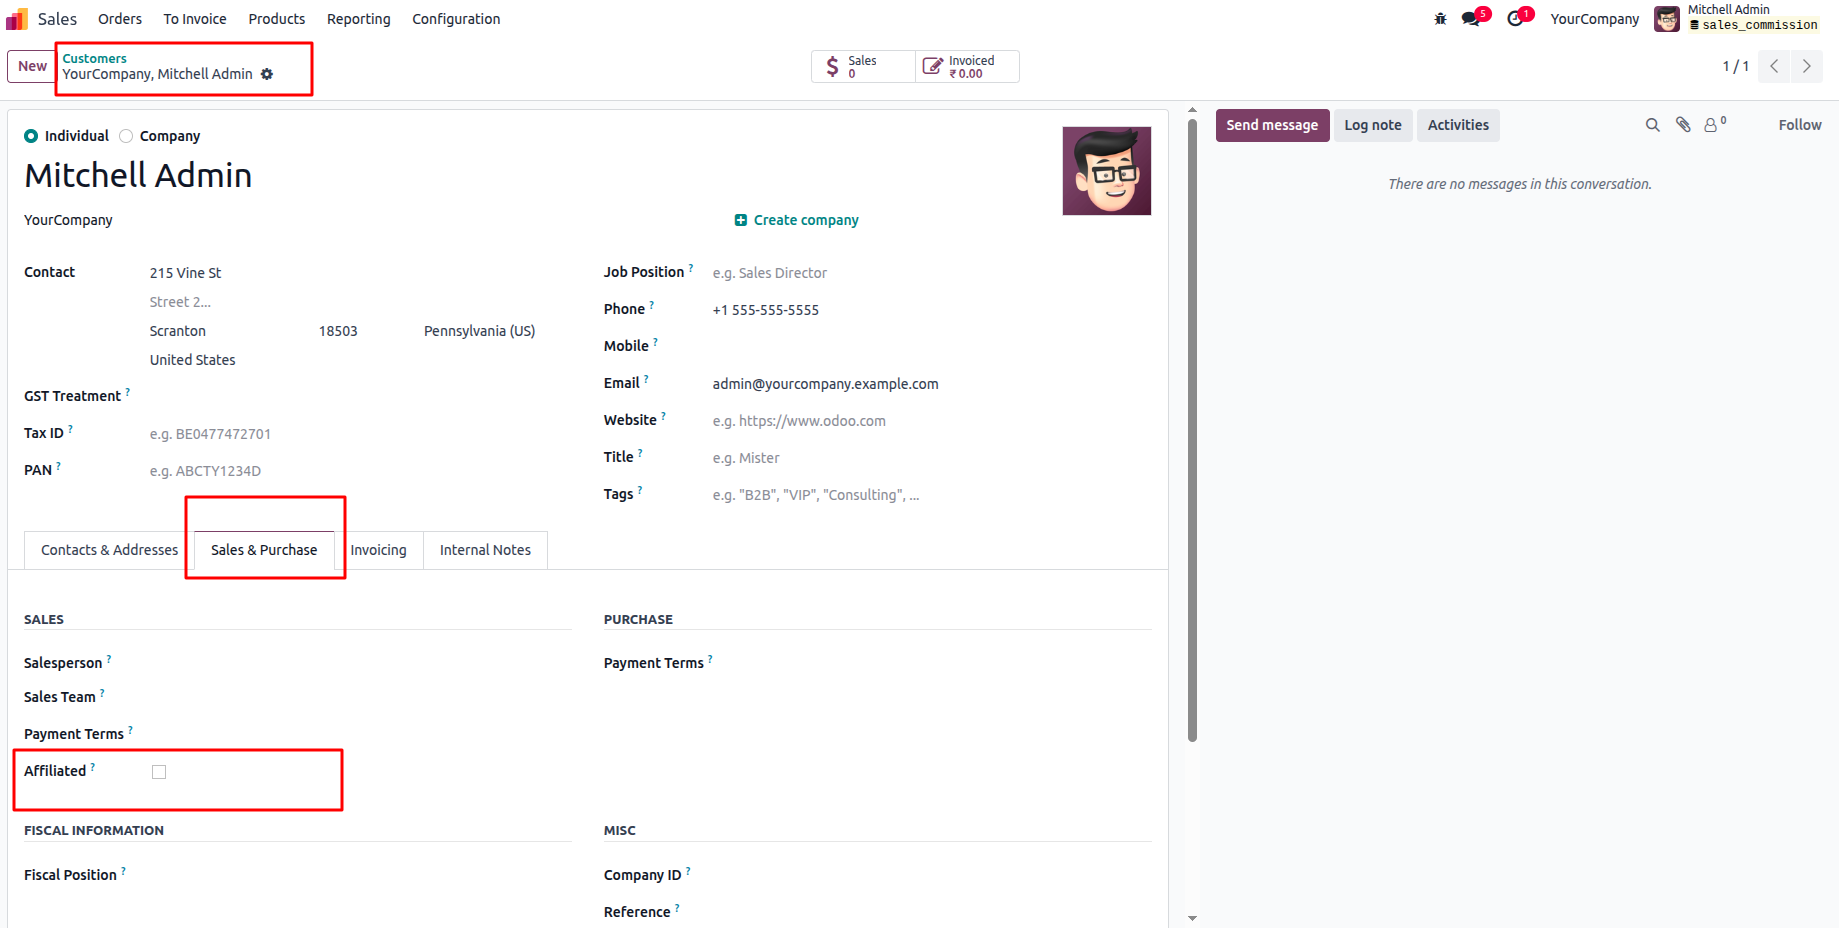 Sales Orders To Invoice Products Reporting Configuration 5 1 YourCompany Mitchell Admin
sales_commission
New Customers
YourCompany, Mitchell Admin
$ Sales 0 Invoiced ₹ 0.00 1 / 1
Individual Company
Mitchell Admin
YourCompany Create company
Send message Log note Activities 0 Follow
There are no messages in this conversation.
Contact 215 Vine St
Street 2...
Scranton 18503 Pennsylvania (US)
United States
GST Treatment ?
Tax ID ? e.g. BE0477472701
PAN ? e.g. ABCTY1234D
Job Position ? e.g. Sales Director
Phone ? +1 555-555-5555
Mobile ?
Email ? admin@yourcompany.example.com
Website ? e.g. https://www.odoo.com
Title ? e.g. Mister
Tags ? e.g. "B2B", "VIP", "Consulting", ...
Contacts & Addresses Sales & Purchase Invoicing Internal Notes
SALES
Salesperson ?
Sales Team ?
Payment Terms ?
Affiliated ?
PURCHASE
Payment Terms ?
FISCAL INFORMATION
Fiscal Position ?
MISC
Company ID ?
Reference ?